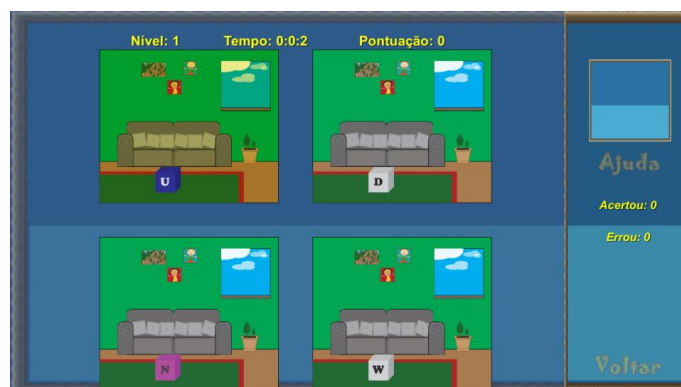 Nível: 1 Tempo: 0:0:2 Pontuação: 0
U
D
Ajuda
Acertou: 0
Errou: 0
N
W
Voltar